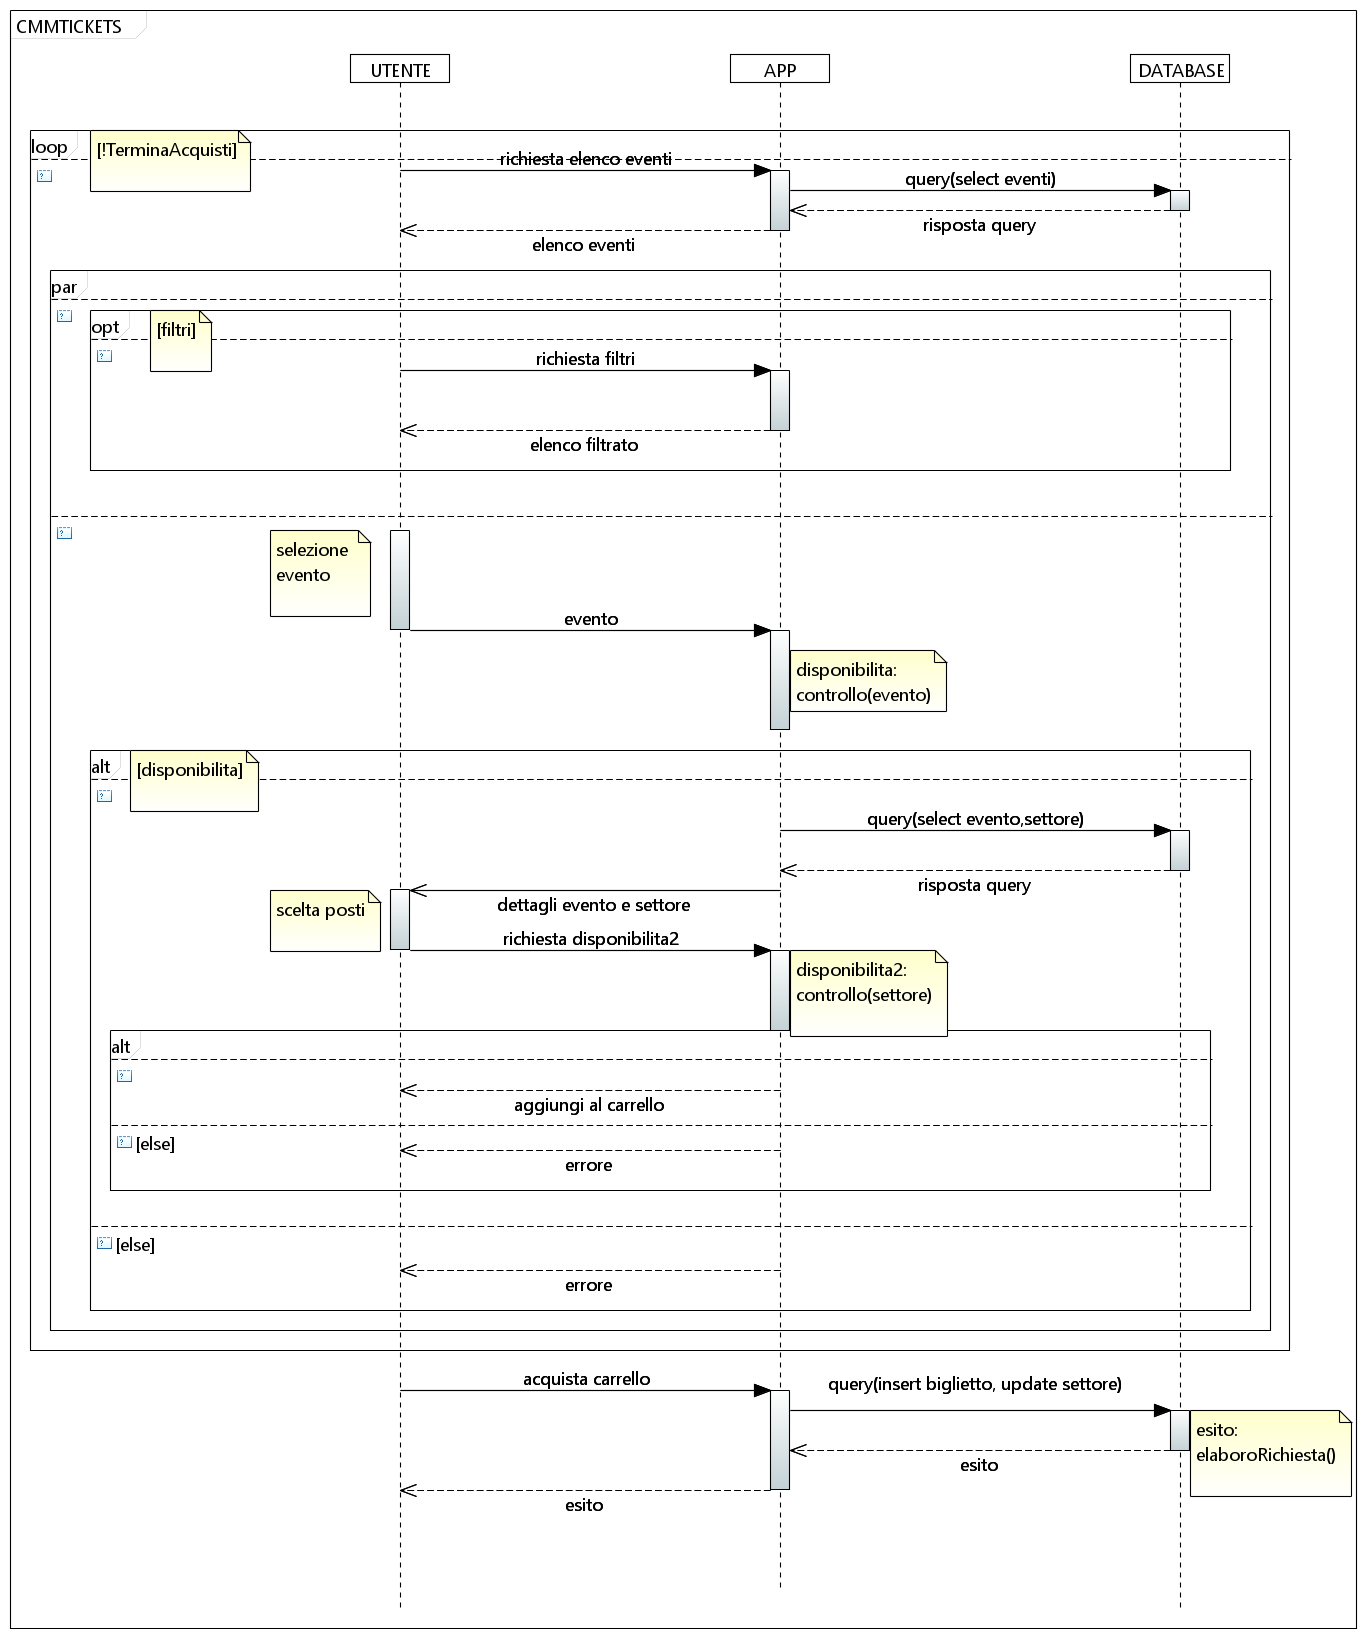 CMMTICKETS
UTENTE
APP
DATABASE
loop
[!TerminaAcquisti]
richiesta elenco eventi
query(select eventi)
risposta query
elenco eventi
par
opt
[filtri]
richiesta filtri
elenco filtrato
selezione
evento
evento
disponibilita:
controllo(evento)
alt
[disponibilita]
query(select evento,settore)
risposta query
dettagli evento e settore
scelta posti
richiesta disponibilita2
disponibilita2:
controllo(settore)
alt
aggiungi al carrello
[else]
errore
[else]
errore
acquista carrello
query(insert biglietto, update settore)
esito:
elaboroRichiesta()
esito
esito